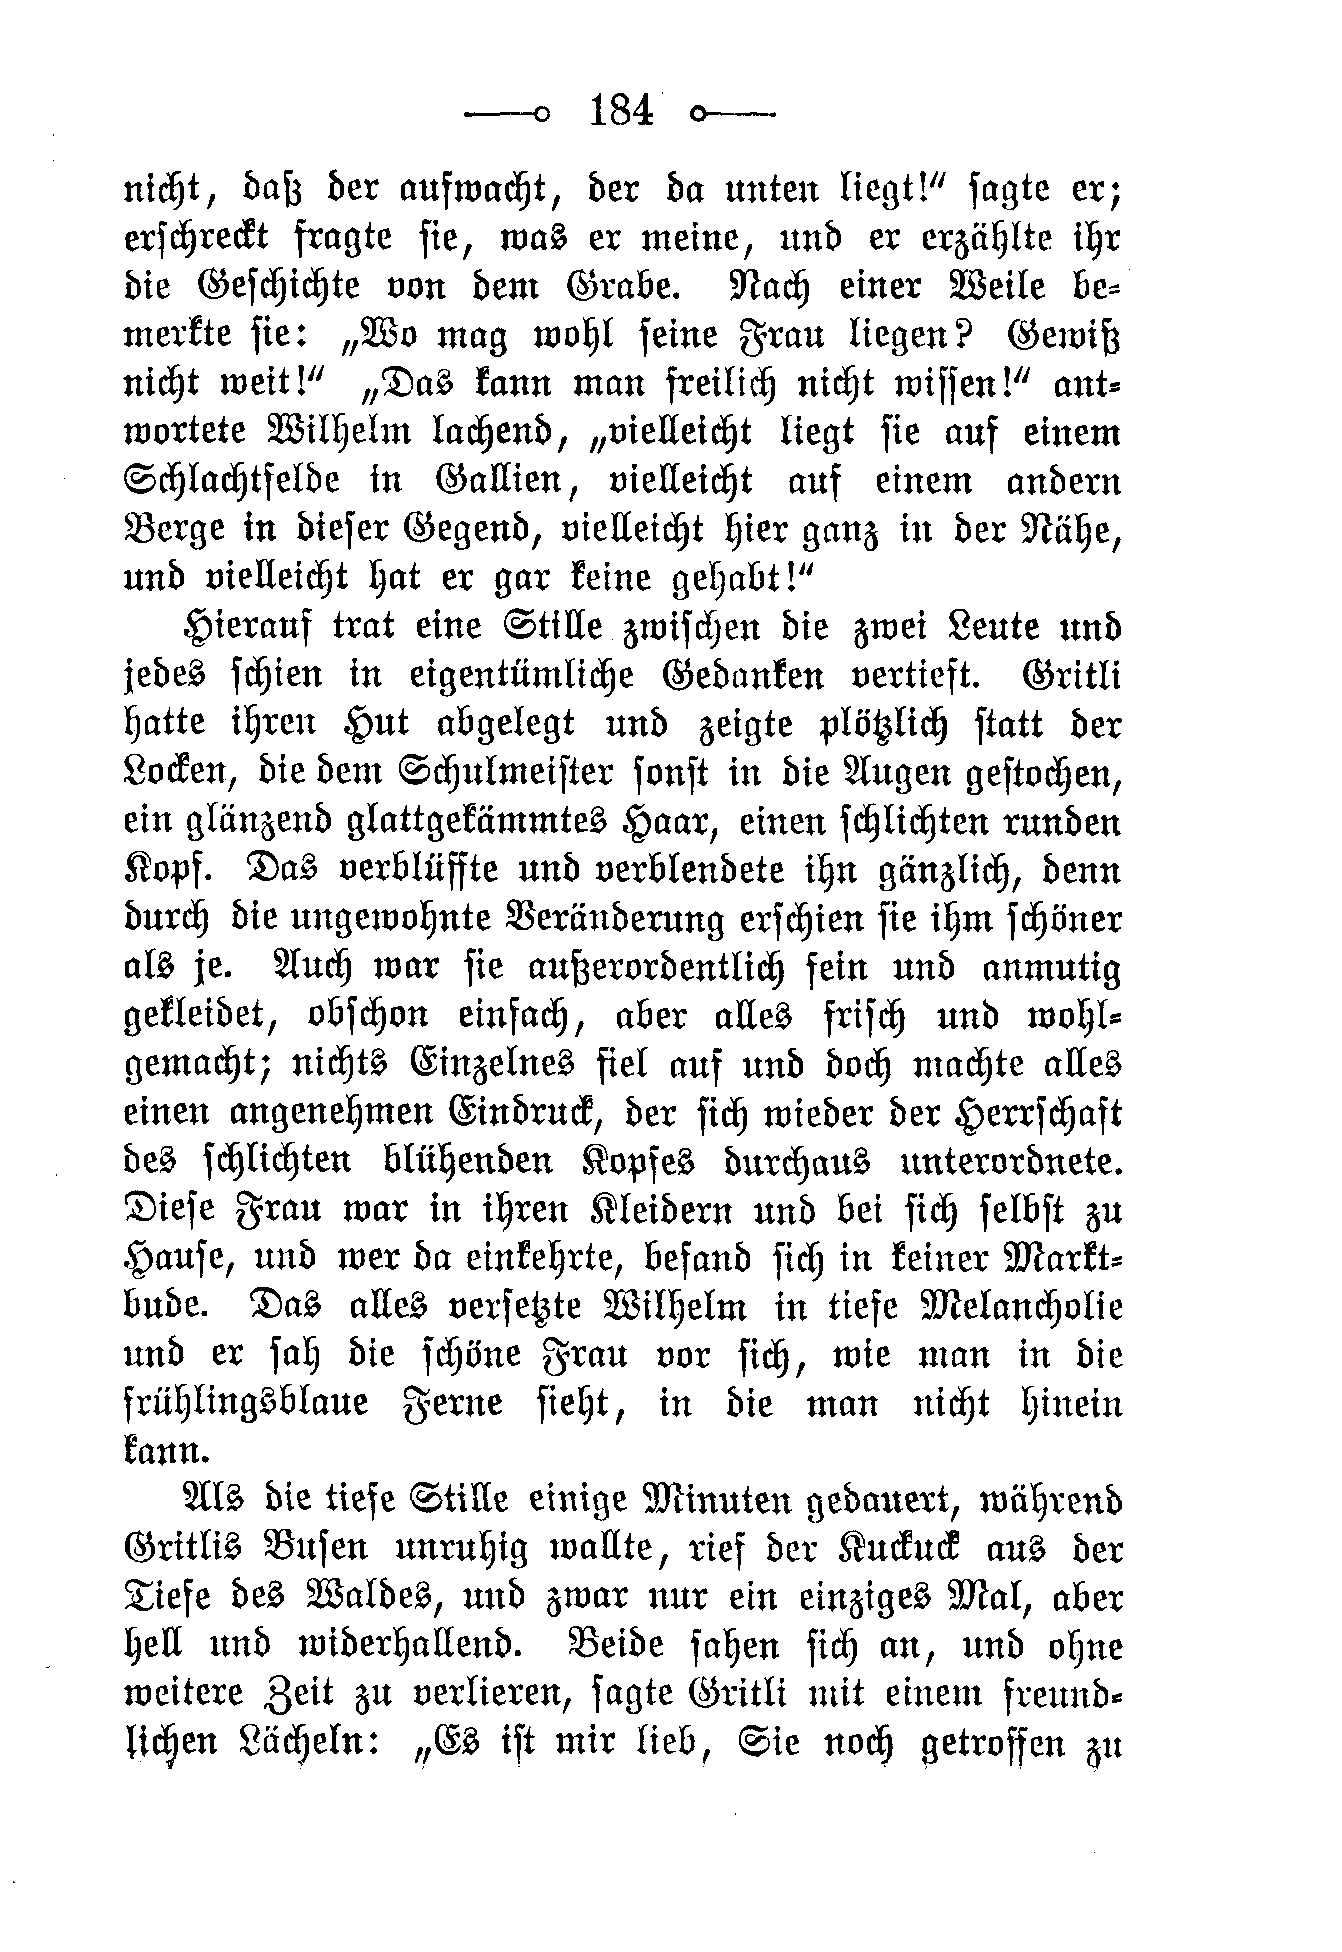 184
nicht, daß der aufwacht, der da unten liegt!“ sagte er;
erschreckt fragte sie, was er meine, und er erzählte ihr
die Geschichte von dem Grabe. Nach einer Weile be-
merkte sie: „Wo mag wohl seine Frau liegen? Gewiß
nicht weit!“ „Das kann man freilich nicht wissen!“ ant-
wortete Wilhelm lachend, „vielleicht liegt sie auf einem
Schlachtfelde in Gallien, vielleicht auf einem andern
Berge in dieser Gegend, vielleicht hier ganz in der Nähe,
und vielleicht hat er gar keine gehabt!“
Hierauf trat eine Stille zwischen die zwei Leute und
jedes schien in eigentümliche Gedanken vertieft. Gritli
hatte ihren Hut abgelegt und zeigte plötzlich statt der
Locken, die dem Schulmeister sonst in die Augen gestochen,
ein glänzend glattgekämmtes Haar, einen schlichten runden
Kopf. Das verblüffte und verblendete ihn gänzlich, denn
durch die ungewohnte Veränderung erschien sie ihm schöner
als je. Auch war sie außerordentlich fein und anmutig
gekleidet, obschon einfach, aber alles frisch und wohl-
gemacht; nichts Einzelnes fiel auf und doch machte alles
einen angenehmen Eindruck, der sich wieder der Herrschaft
des schlichten blühenden Kopfes durchaus unterordnete.
Diese Frau war in ihren Kleidern und bei sich selbst zu
Hause, und wer da einkehrte, befand sich in keiner Markt-
bude. Das alles versetzte Wilhelm in tiefe Melancholie
und er sah die schöne Frau vor sich, wie man in die
frühlingsblaue Ferne sieht, in die man nicht hinein
kann.
Als die tiefe Stille einige Minuten gedauert, während
Gritlis Busen unruhig wallte, rief der Kuckuck aus der
Tiefe des Waldes, und zwar nur ein einziges Mal, aber
hell und widerhallend. Beide sahen sich an, und ohne
weitere Zeit zu verlieren, sagte Gritli mit einem freund-
lichen Lächeln: „Es ist mir lieb, Sie noch getroffen zu